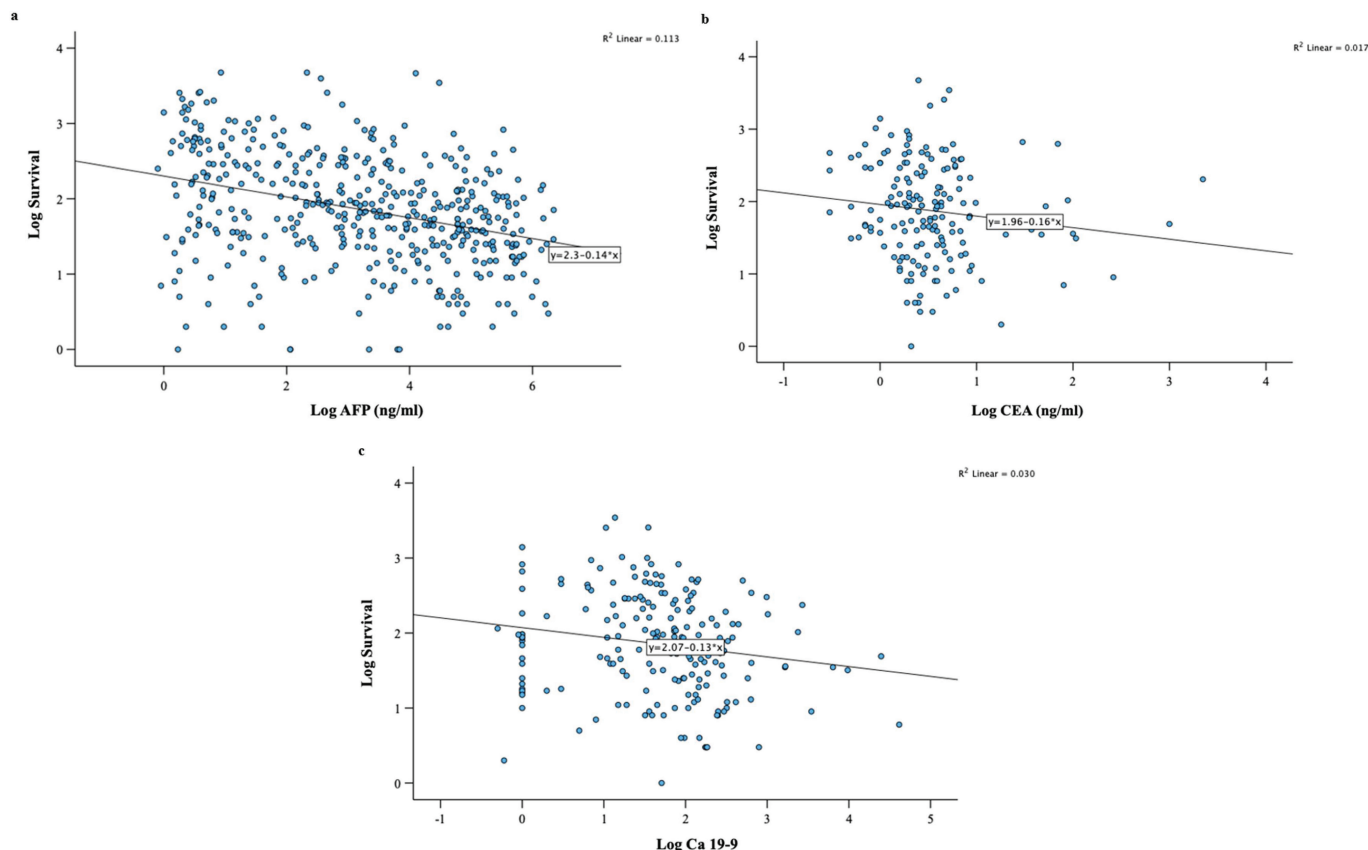 a
R² Linear = 0.113
4
3
2
1
0
Log Survival
y=2.3-0.14*x
0
2
4
6
Log AFP (ng/ml)
b
R² Linear = 0.017
4
3
2
1
0
Log Survival
y=1.96-0.16*x
-1
0
1
2
3
4
Log CEA (ng/ml)
c
R² Linear = 0.030
4
3
2
1
0
Log Survival
y=2.07-0.13*x
-1
0
1
2
3
4
5
Log Ca 19-9